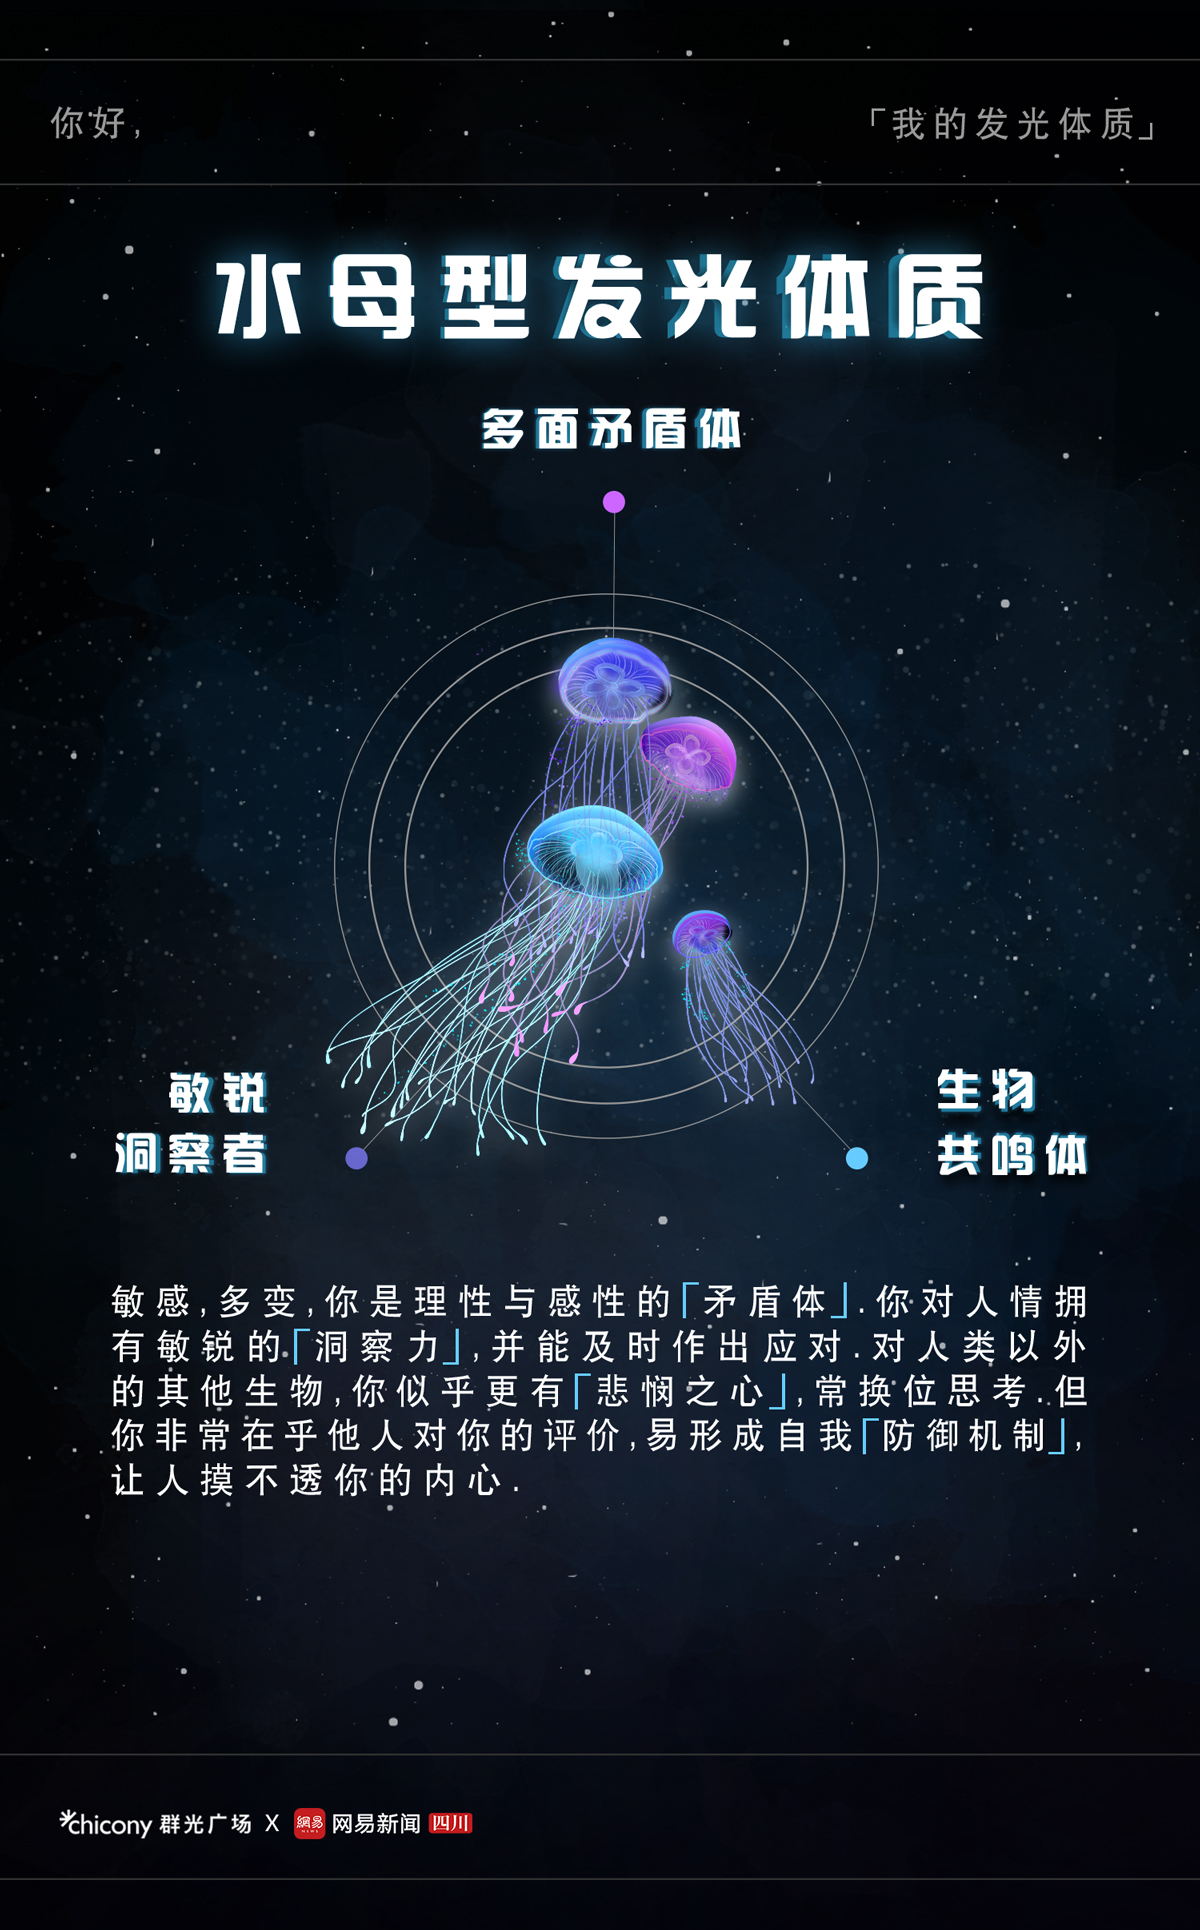 你好,
「我的发光体质」
水母型发光体质
多面矛盾体
敏锐
洞察者
生物
共鸣体
敏感,多变,你是理性与感性的「矛盾体」.你对人情拥
有敏锐的「洞察力」,并能及时作出应对.对人类以外
的其他生物,你似乎更有「悲悯之心」,常换位思考.但
你非常在乎他人对你的评价,易形成自我「防御机制」,
让人摸不透你的内心.
chicony 群光广场 X 網易 NEWS 网易新闻 四川